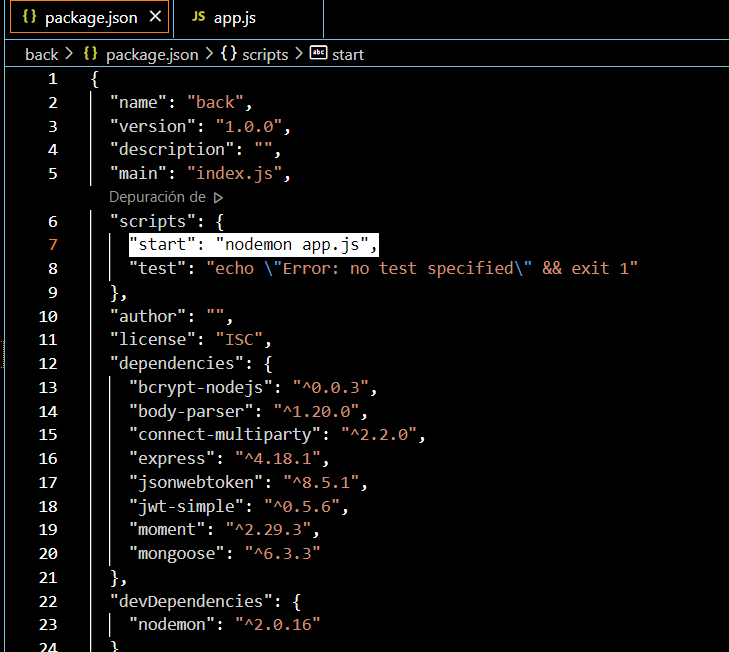 {} package.json × JS app.js
back > {} package.json > {} scripts > abc start
1 {
2 "name": "back",
3 "version": "1.0.0",
4 "description": "",
5 "main": "index.js",
Depuración de ▷
6 "scripts": {
7 "start": "nodemon app.js",
8 "test": "echo \"Error: no test specified\" && exit 1"
9 },
10 "author": "",
11 "license": "ISC",
12 "dependencies": {
13 "bcrypt-nodejs": "^0.0.3",
14 "body-parser": "^1.20.0",
15 "connect-multiparty": "^2.2.0",
16 "express": "^4.18.1",
17 "jsonwebtoken": "^8.5.1",
18 "jwt-simple": "^0.5.6",
19 "moment": "^2.29.3",
20 "mongoose": "^6.3.3"
21 },
22 "devDependencies": {
23 "nodemon": "^2.0.16"
24 }